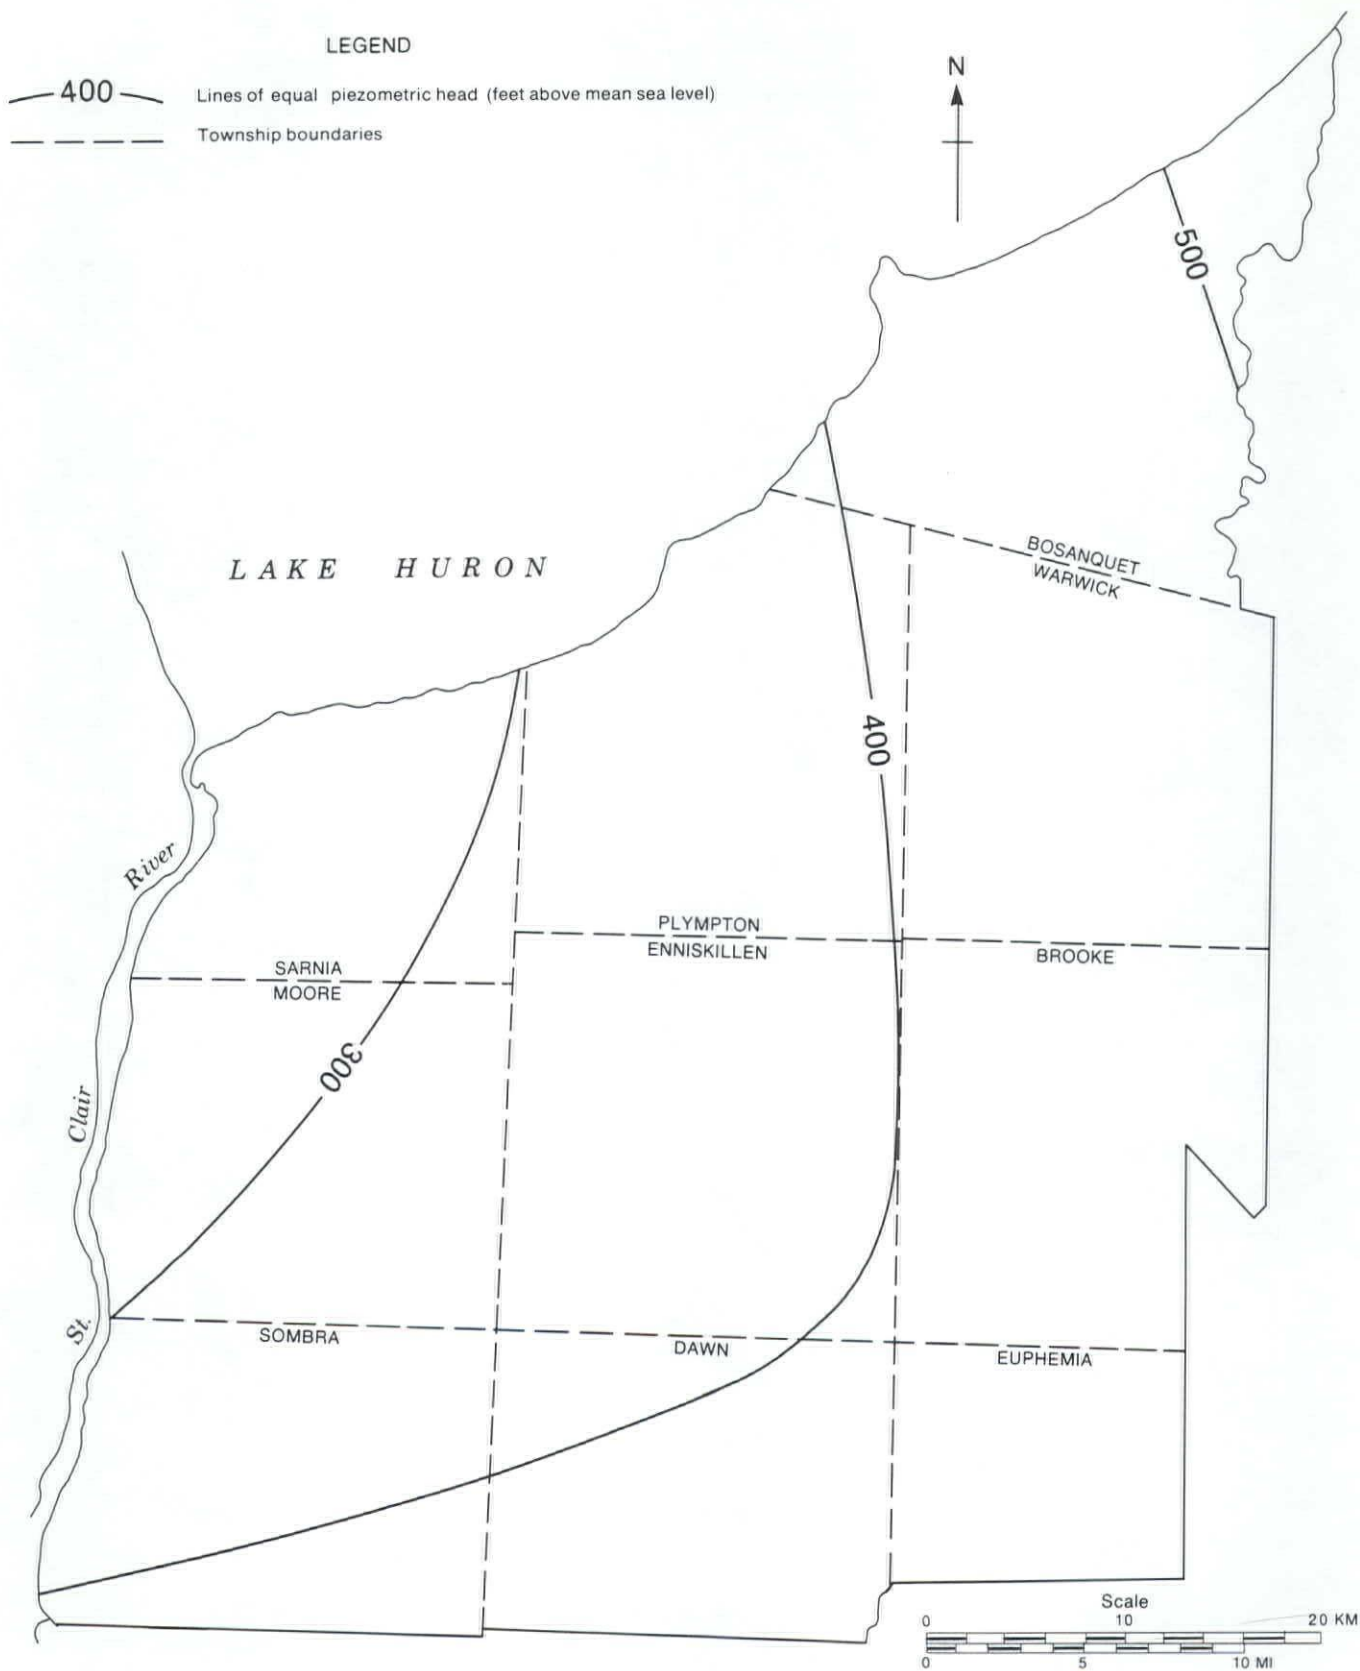 LEGEND
400 Lines of equal piezometric head (feet above mean sea level)
Township boundaries
N
500
LAKE HURON
BOSANQUET
WARWICK
400
River
PLYMPTON
ENNISKILLEN
BROOKE
SARNIA
MOORE
300
Clair
St.
SOMBRA
DAWN
EUPHEMIA
Scale
0 10 20 KM
0 5 10 MI